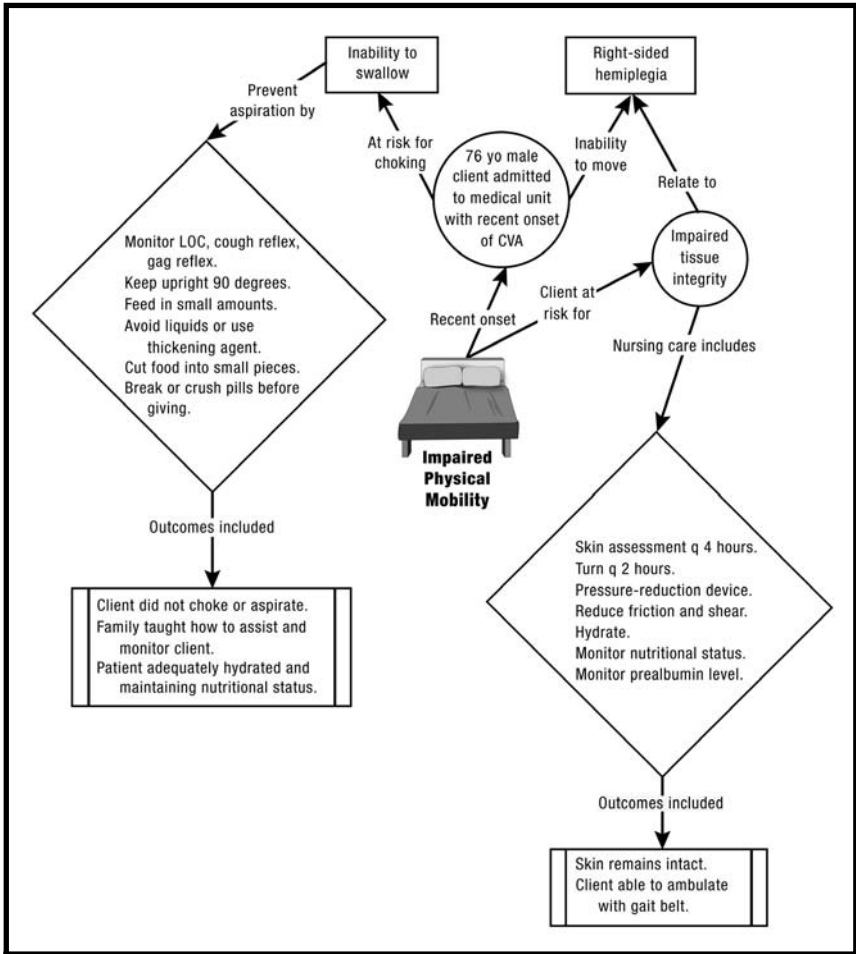 Inability to
swallow
Right-sided
hemiplegia
Prevent
aspiration by
At risk for
choking
76 yo male
client admitted
to medical unit
with recent onset
of CVA
Inability
to move
Relate to
Impaired
tissue
integrity
Monitor LOC, cough reflex,
gag reflex.
Keep upright 90 degrees.
Feed in small amounts.
Avoid liquids or use
thickening agent.
Cut food into small pieces.
Break or crush pills before
giving.
Recent onset
Client at
risk for
Nursing care includes
Impaired
Physical
Mobility
Outcomes included
Client did not choke or aspirate.
Family taught how to assist and
monitor client.
Patient adequately hydrated and
maintaining nutritional status.
Skin assessment q 4 hours.
Turn q 2 hours.
Pressure-reduction device.
Reduce friction and shear.
Hydrate.
Monitor nutritional status.
Monitor prealbumin level.
Outcomes included
Skin remains intact.
Client able to ambulate
with gait belt.